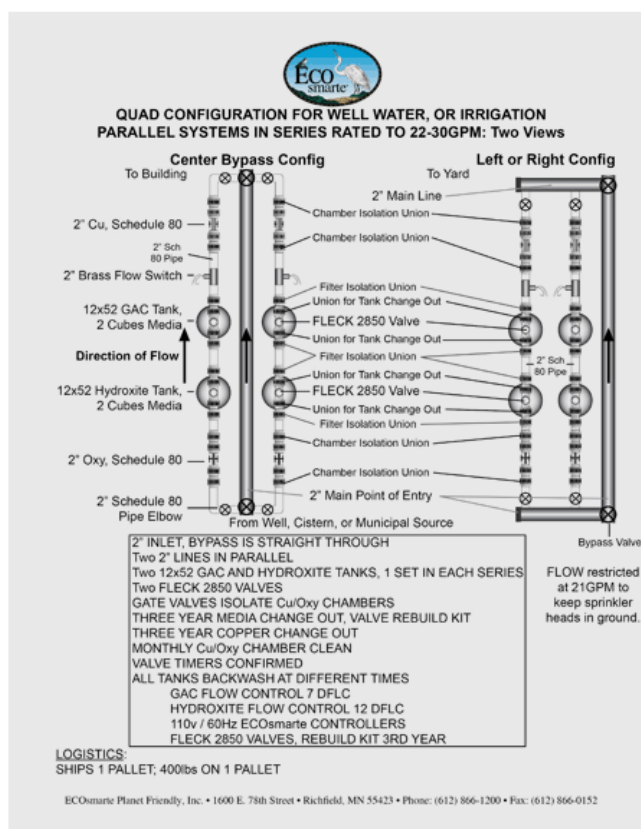 ECO
smarte
QUAD CONFIGURATION FOR WELL WATER, OR IRRIGATION
PARALLEL SYSTEMS IN SERIES RATED TO 22-30GPM: Two Views
Center Bypass Config
Left or Right Config
To Building
To Yard
2" Main Line
Chamber Isolation Union
2" Cu, Schedule 80
Chamber Isolation Union
2" Sch
80 Pipe
2" Brass Flow Switch
Filter Isolation Union
Union for Tank Change Out
12x52 GAC Tank,
2 Cubes Media
FLECK 2850 Valve
Union for Tank Change Out
Direction of Flow
Filter Isolation Union
2" Sch
80 Pipe
Union for Tank Change Out
12x52 Hydroxite Tank,
2 Cubes Media
FLECK 2850 Valve
Union for Tank Change Out
Filter Isolation Union
Chamber Isolation Union
2" Oxy, Schedule 80
Chamber Isolation Union
2" Schedule 80
Pipe Elbow
2" Main Point of Entry
From Well, Cistern, or Municipal Source
Bypass Valve
2" INLET, BYPASS IS STRAIGHT THROUGH
Two 2" LINES IN PARALLEL
Two 12x52 GAC AND HYDROXITE TANKS, 1 SET IN EACH SERIES
Two FLECK 2850 VALVES
GATE VALVES ISOLATE Cu/Oxy CHAMBERS
THREE YEAR MEDIA CHANGE OUT, VALVE REBUILD KIT
THREE YEAR COPPER CHANGE OUT
MONTHLY Cu/Oxy CHAMBER CLEAN
VALVE TIMERS CONFIRMED
ALL TANKS BACKWASH AT DIFFERENT TIMES
GAC FLOW CONTROL 7 DFLC
HYDROXITE FLOW CONTROL 12 DFLC
110v / 60Hz ECOsmarte CONTROLLERS
FLECK 2850 VALVES, REBUILD KIT 3RD YEAR
FLOW restricted
at 21GPM to
keep sprinkler
heads in ground.
LOGISTICS:
SHIPS 1 PALLET; 400lbs ON 1 PALLET
ECOsmarte Planet Friendly, Inc. • 1600 E. 78th Street • Richfield, MN 55423 • Phone: (612) 866-1200 • Fax: (612) 866-0152